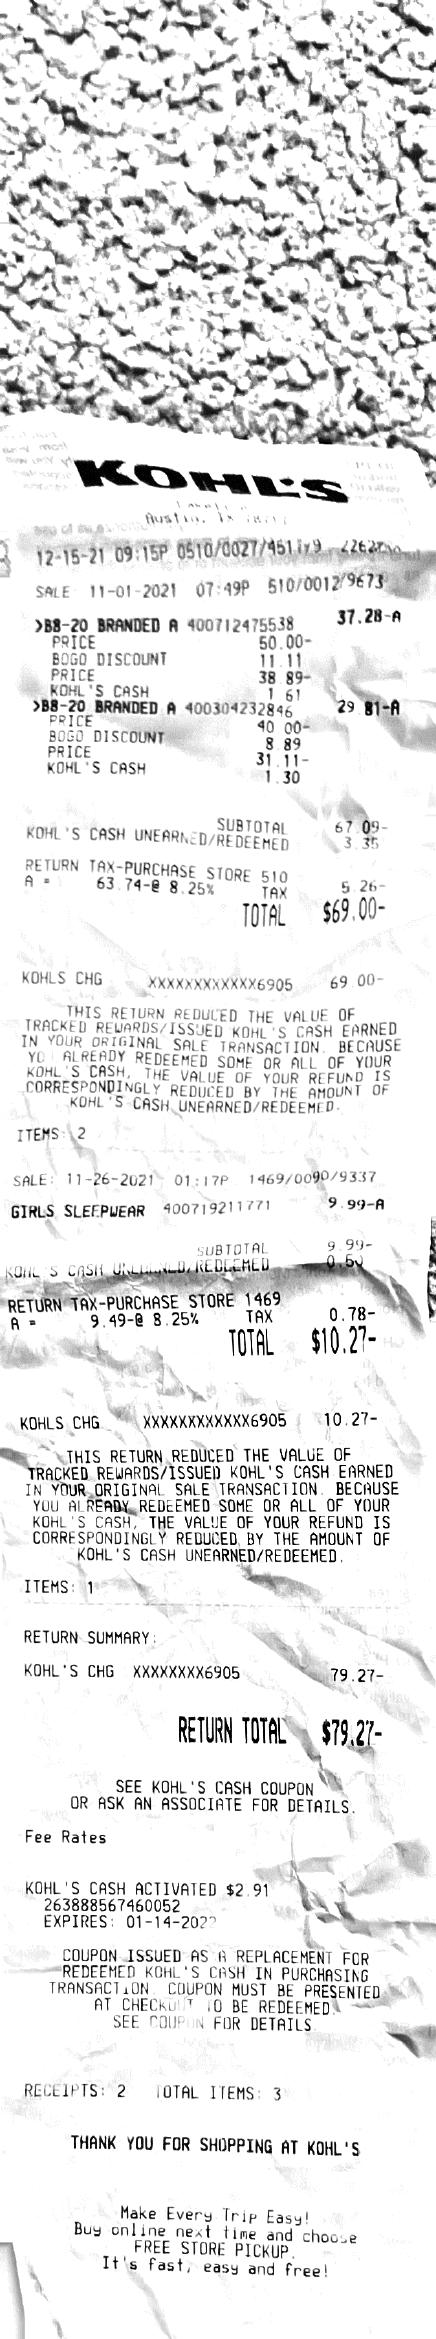 KOHL'S
Austin, TX
12-15-21 09:15P 0510/0027/451
SALE 11-01-2021 07:49P 510/0012/9673
>B8-20 BRANDED A 400712475538 37.28-A
PRICE 50.00-
BOGO DISCOUNT 11.11
PRICE 38 89-
KOHL'S CASH 1 61
>B8-20 BRANDED A 400304232846 29 81-A
PRICE 40 00-
BOGO DISCOUNT 8 89
PRICE 31.11-
KOHL'S CASH 1.30
SUBTOTAL 67 09-
KOHL'S CASH UNEARNED/REDEEMED 3.35
RETURN TAX-PURCHASE STORE 510
A = 63.74-@ 8.25% TAX 5 26-
TOTAL $69.00-
KOHLS CHG XXXXXXXXXXXX6905 69 00-
THIS RETURN REDUCED THE VALUE OF
TRACKED REWARDS/ISSUED KOHL'S CASH EARNED
IN YOUR ORIGINAL SALE TRANSACTION. BECAUSE
YO ALREADY REDEEMED SOME OR ALL OF YOUR
KOHL'S CASH, THE VALUE OF YOUR REFUND IS
CORRESPONDINGLY REDUCED BY THE AMOUNT OF
KOHL'S CASH UNEARNED/REDEEMED.
ITEMS: 2
SALE: 11-26-2021 01:17P 1469/0090/9337
GIRLS SLEEPWEAR 400719211771 9.99-A
SUBTOTAL 9.99-
KOHL'S CASH UNEARNED/REDEEMED 0.50
RETURN TAX-PURCHASE STORE 1469
A = 9.49-@ 8.25% TAX 0.78-
TOTAL $10.27-
KOHLS CHG XXXXXXXXXXXX6905 10.27-
THIS RETURN REDUCED THE VALUE OF
TRACKED REWARDS/ISSUED KOHL'S CASH EARNED
IN YOUR ORIGINAL SALE TRANSACTION. BECAUSE
YOU ALREADY REDEEMED SOME OR ALL OF YOUR
KOHL'S CASH, THE VALUE OF YOUR REFUND IS
CORRESPONDINGLY REDUCED BY THE AMOUNT OF
KOHL'S CASH UNEARNED/REDEEMED.
ITEMS: 1
RETURN SUMMARY:
KOHL'S CHG XXXXXXXX6905 79.27-
RETURN TOTAL $79.27-
SEE KOHL'S CASH COUPON
OR ASK AN ASSOCIATE FOR DETAILS.
Fee Rates
KOHL'S CASH ACTIVATED $2.91
263888567460052
EXPIRES: 01-14-2022
COUPON ISSUED AS A REPLACEMENT FOR
REDEEMED KOHL'S CASH IN PURCHASING
TRANSACTION. COUPON MUST BE PRESENTED
AT CHECKOUT TO BE REDEEMED.
SEE COUPON FOR DETAILS.
RECEIPTS: 2 TOTAL ITEMS: 3
THANK YOU FOR SHOPPING AT KOHL'S
Make Every Trip Easy!
Buy online next time and choose
FREE STORE PICKUP.
It's fast, easy and free!